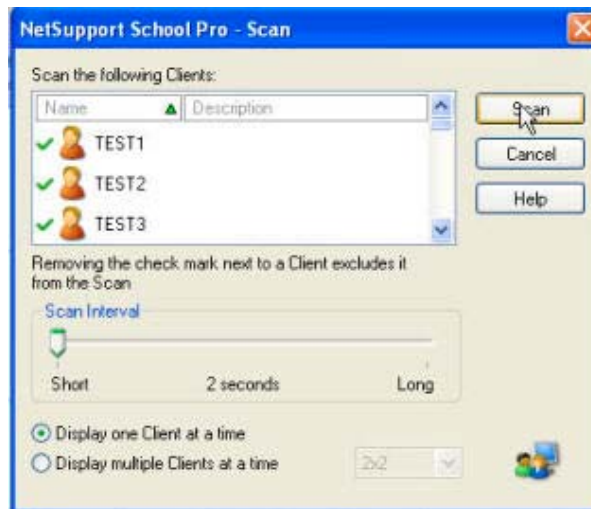 NetSupport School Pro - Scan
Scan the following Clients:
Name Description
TEST1
TEST2
TEST3
Scan
Cancel
Help
Removing the check mark next to a Client excludes it
from the Scan
Scan Interval
Short 2 seconds Long
Display one Client at a time
Display multiple Clients at a time 2x2